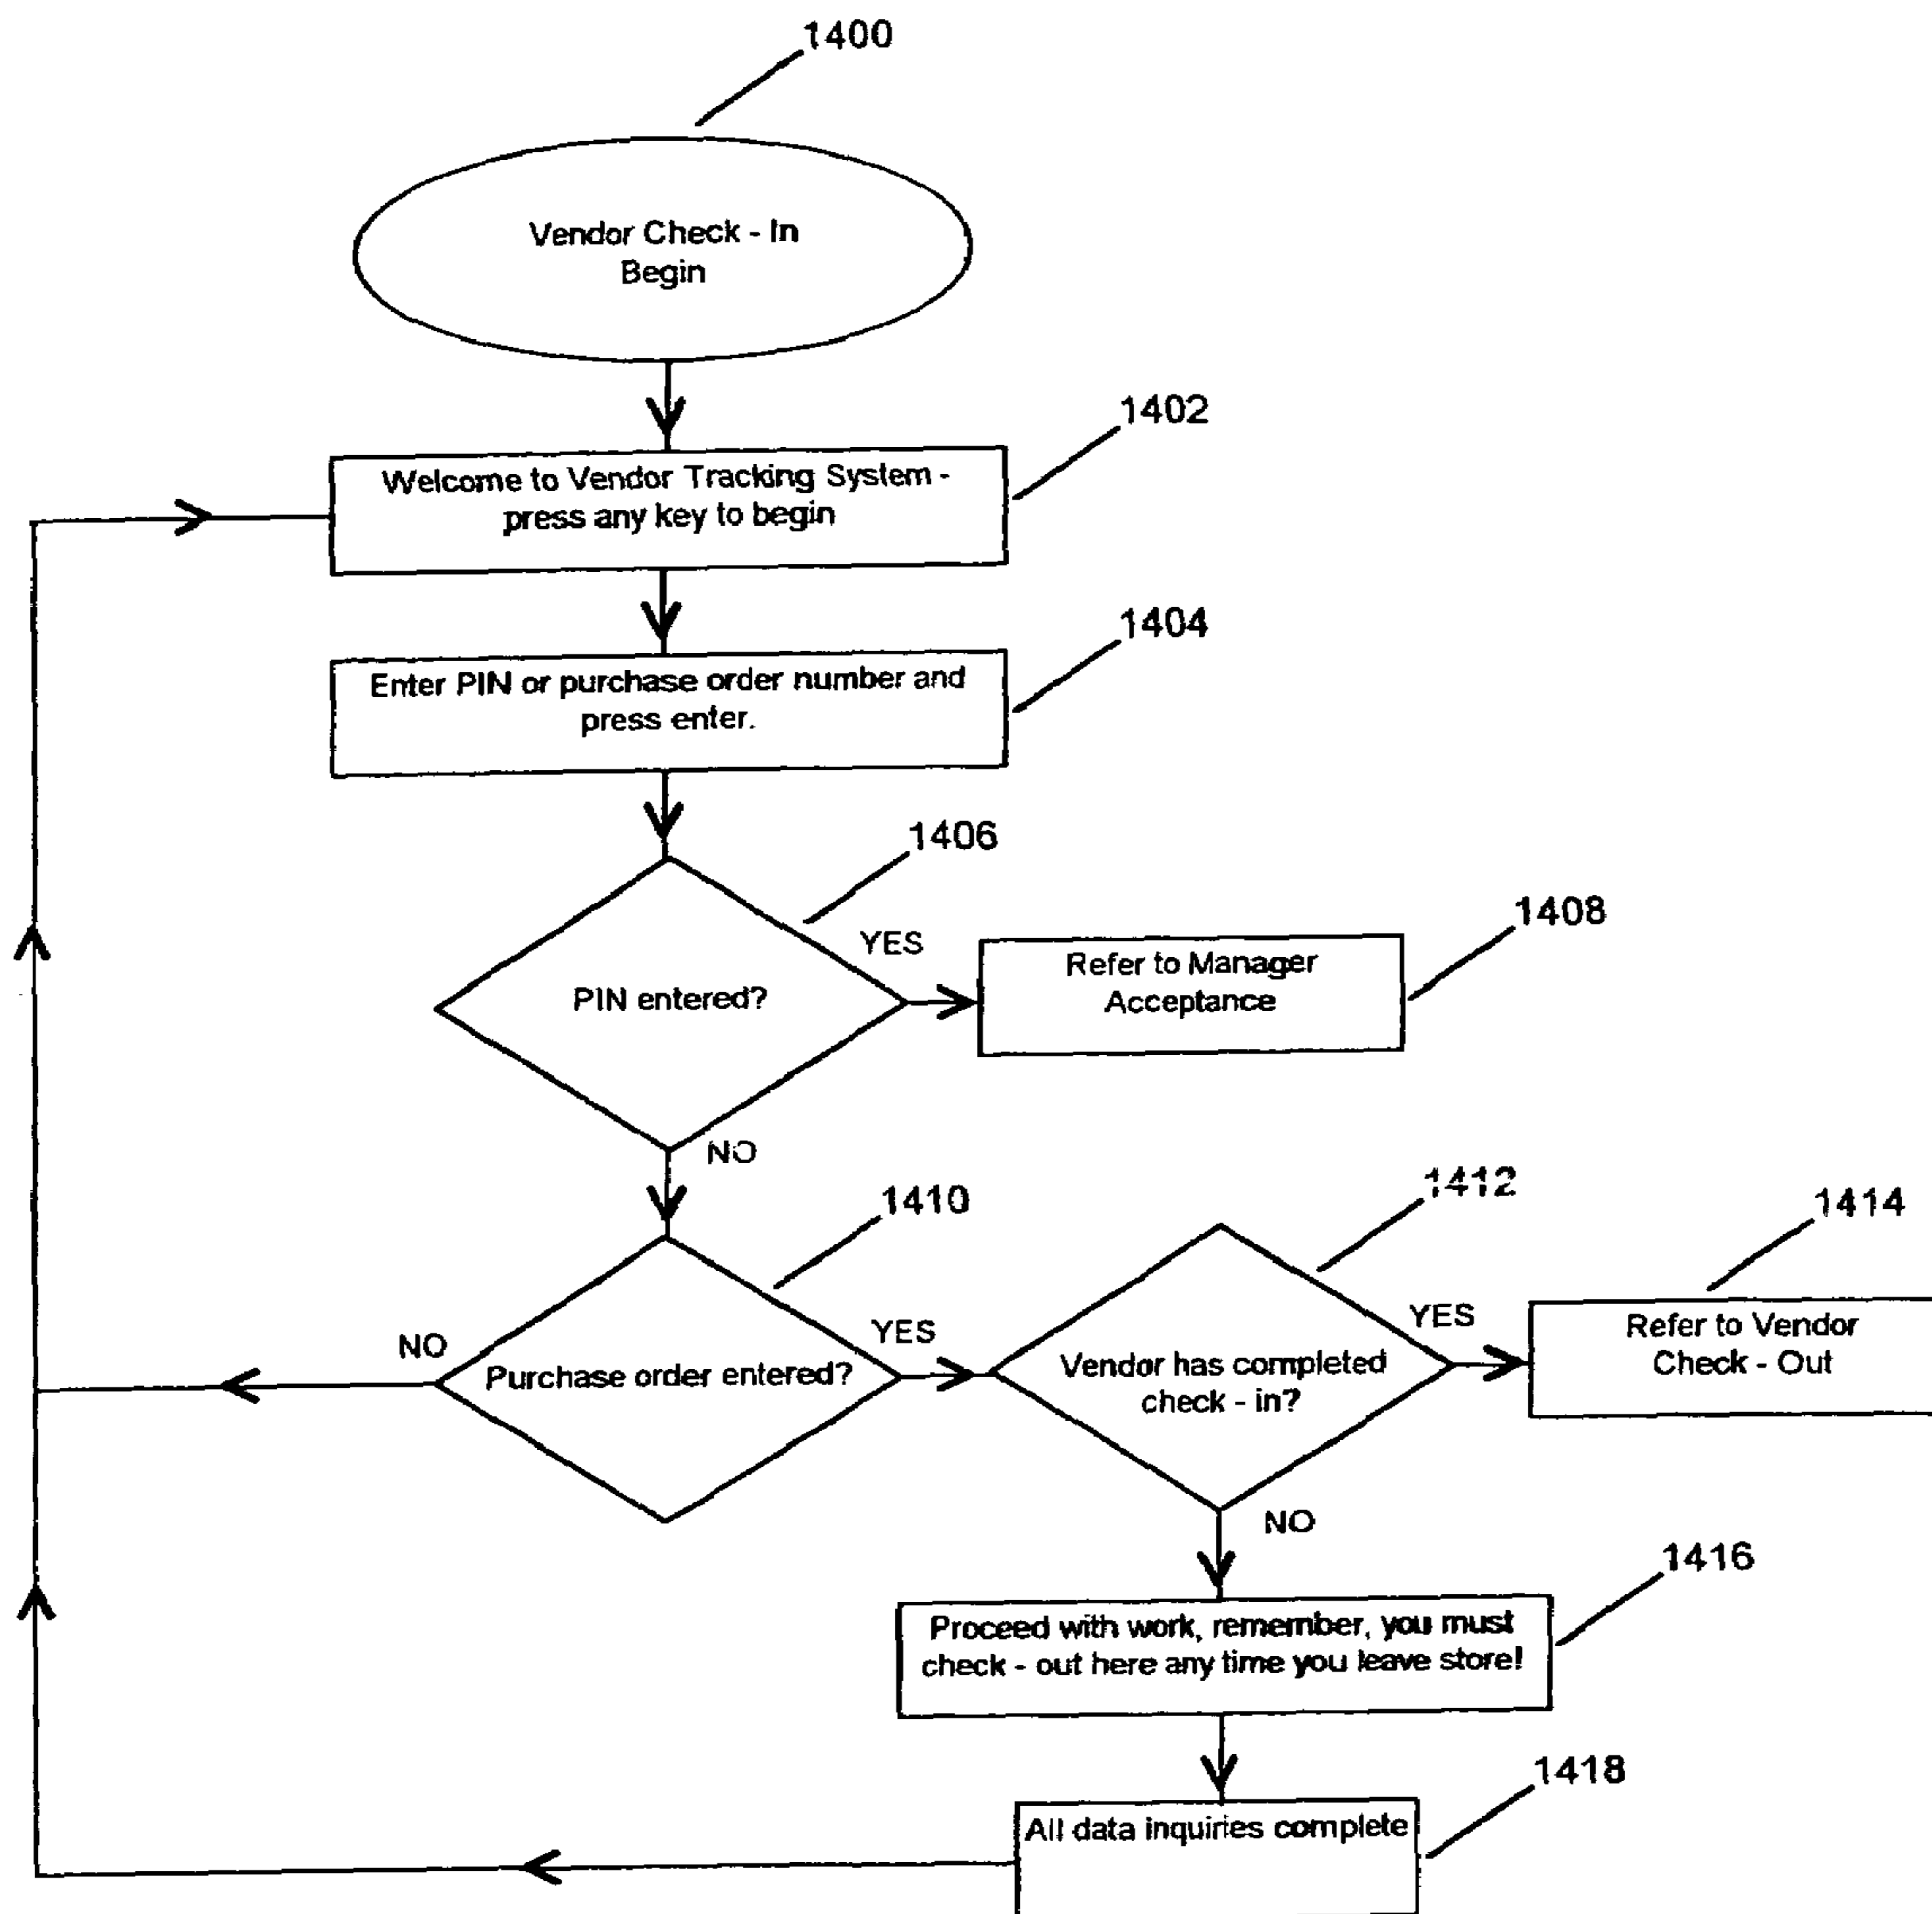 1400
Vendor Check - In
Begin
1402
Welcome to Vendor Tracking System -
press any key to begin
1404
Enter PIN or purchase order number and
press enter.
1406
YES
1408
Refer to Manager
Acceptance
PIN entered?
NO
1410
1412
1414
NO
YES
YES
Purchase order entered?
Vendor has completed
check - in?
Refer to Vendor
Check - Out
NO
1416
Proceed with work, remember, you must
check - out here any time you leave store!
1418
All data inquiries complete